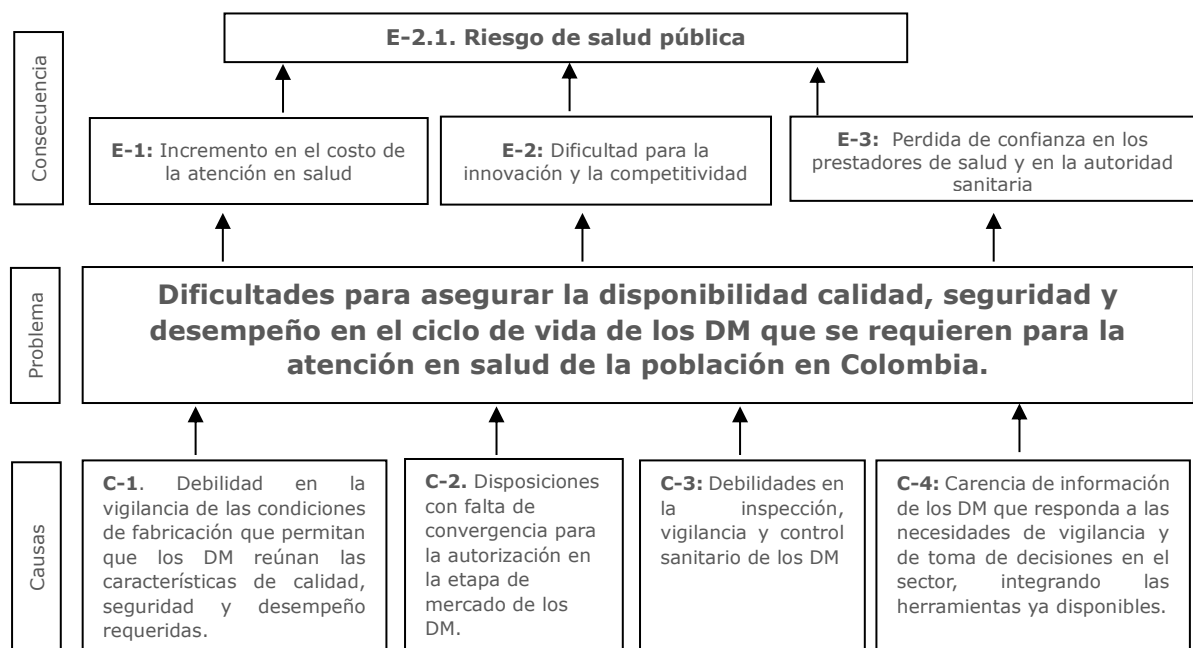 Consecuencia
E-2.1. Riesgo de salud pública
E-1: Incremento en el costo de
la atención en salud
E-2: Dificultad para la
innovación y la competitividad
E-3: Perdida de confianza en los
prestadores de salud y en la autoridad
sanitaria
Problema
Dificultades para asegurar la disponibilidad calidad, seguridad y
desempeño en el ciclo de vida de los DM que se requieren para la
atención en salud de la población en Colombia.
Causas
C-1. Debilidad en la
vigilancia de las condiciones
de fabricación que permitan
que los DM reúnan las
características de calidad,
seguridad y desempeño
requeridas.
C-2. Disposiciones
con falta de
convergencia para
la autorización en
la etapa de
mercado de los
DM.
C-3: Debilidades en
la inspección,
vigilancia y control
sanitario de los DM
C-4: Carencia de información
de los DM que responda a las
necesidades de vigilancia y
de toma de decisiones en el
sector, integrando las
herramientas ya disponibles.